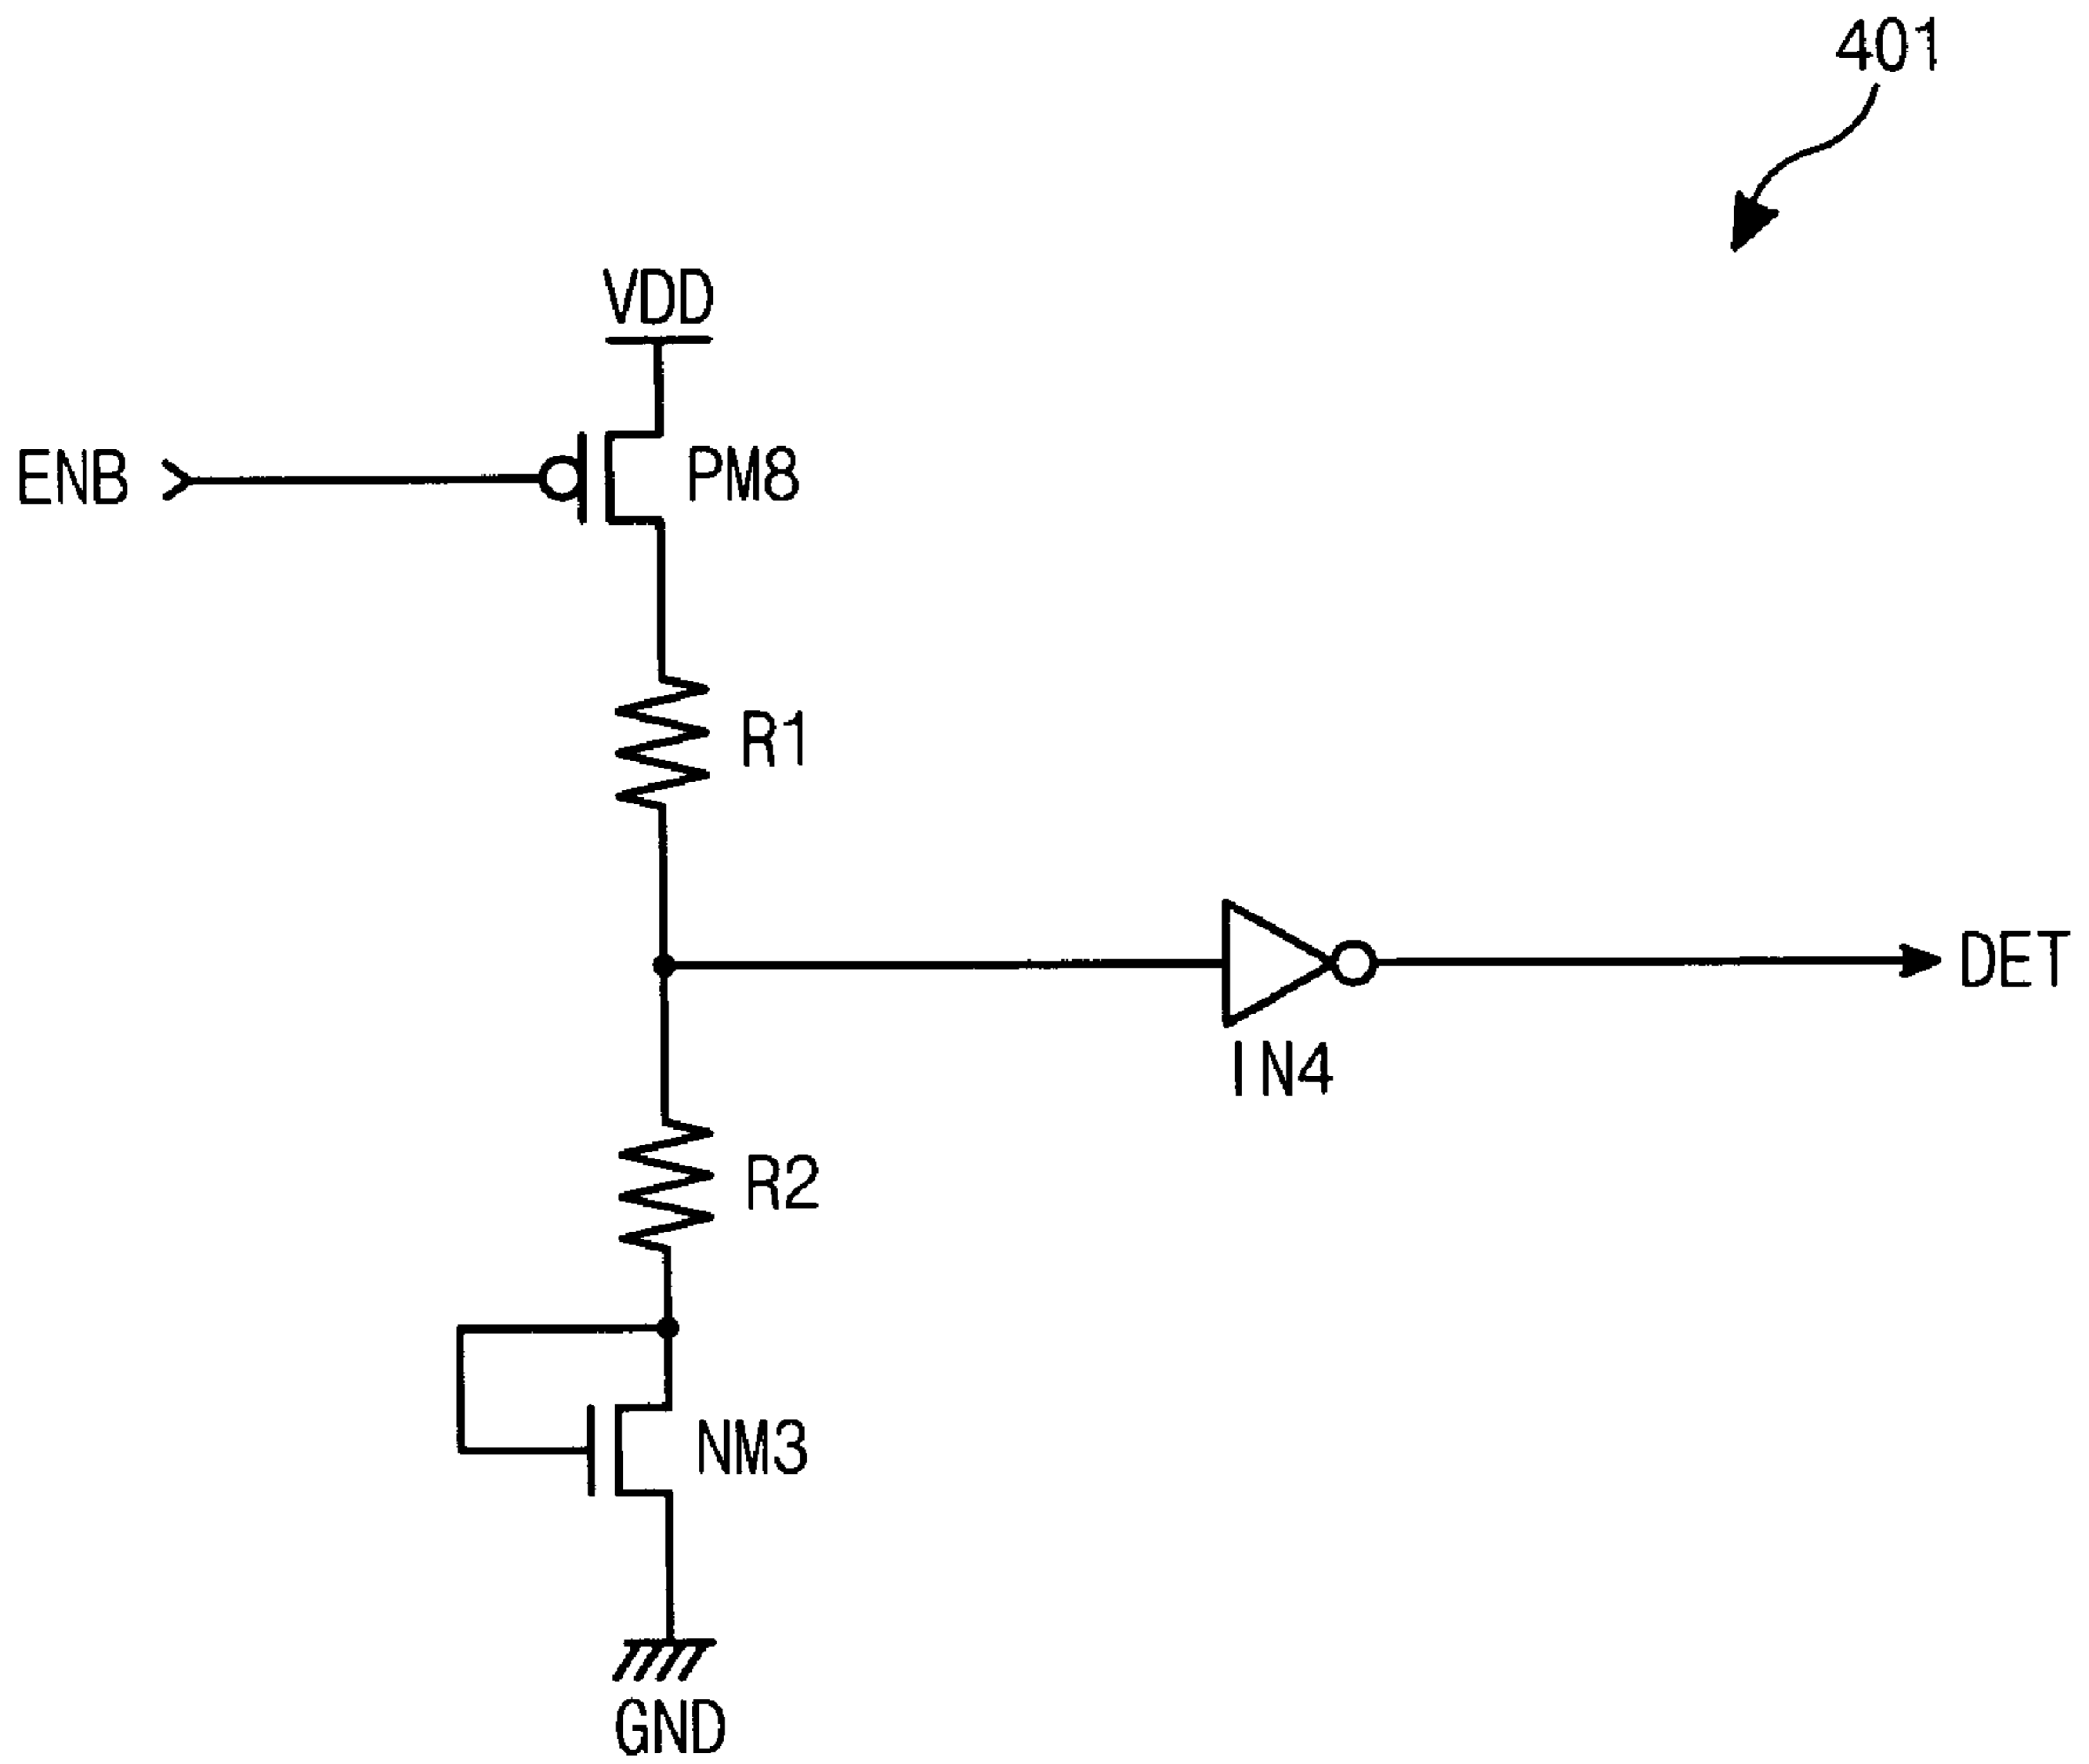 401
VDD
ENB
PM8
R1
DET
IN4
R2
NM3
GND